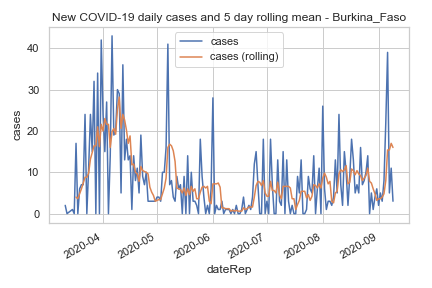 New COVID-19 daily cases and 5 day rolling mean - Burkina_Faso
cases
cases (rolling)
cases
40
30
20
10
0
2020-04
2020-05
2020-06
2020-07
2020-08
2020-09
dateRep